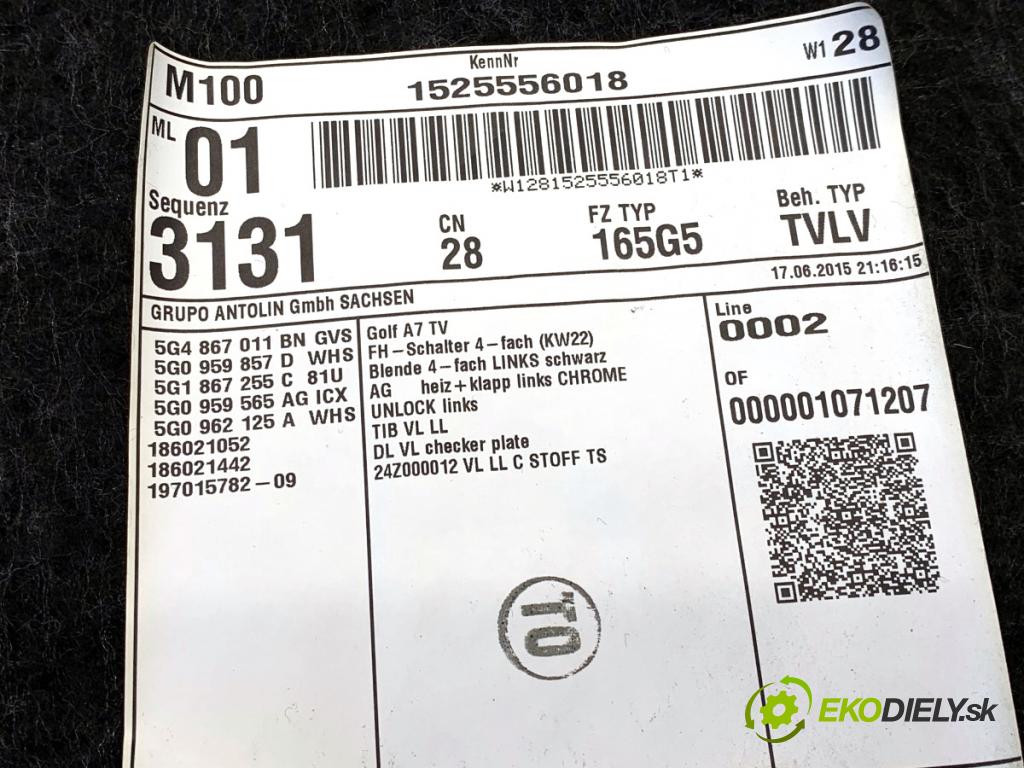 M100
KennNr
1525556018
W1 28
ML
01
*W1281525556018T1*
Sequenz
3131
CN
28
FZ TYP
165G5
Beh. TYP
TVLV
GRUPO ANTOLIN Gmbh SACHSEN
17.06.2015 21:16:15
5G4 867 011 BN GVS
5G0 959 857 D WHS
5G1 867 255 C 81U
5G0 959 565 AG ICX
5G0 962 125 A WHS
186021052
186021442
197015782-09
Golf A7 TV
FH-Schalter 4-fach (KW22)
Blende 4-fach LINKS schwarz
AG heiz+klapp links CHROME
UNLOCK links
TIB VL LL
DL VL checker plate
24Z000012 VL LL C STOFF TS
Line
0002
OF
000001071207
TO
EKODIELY.sk